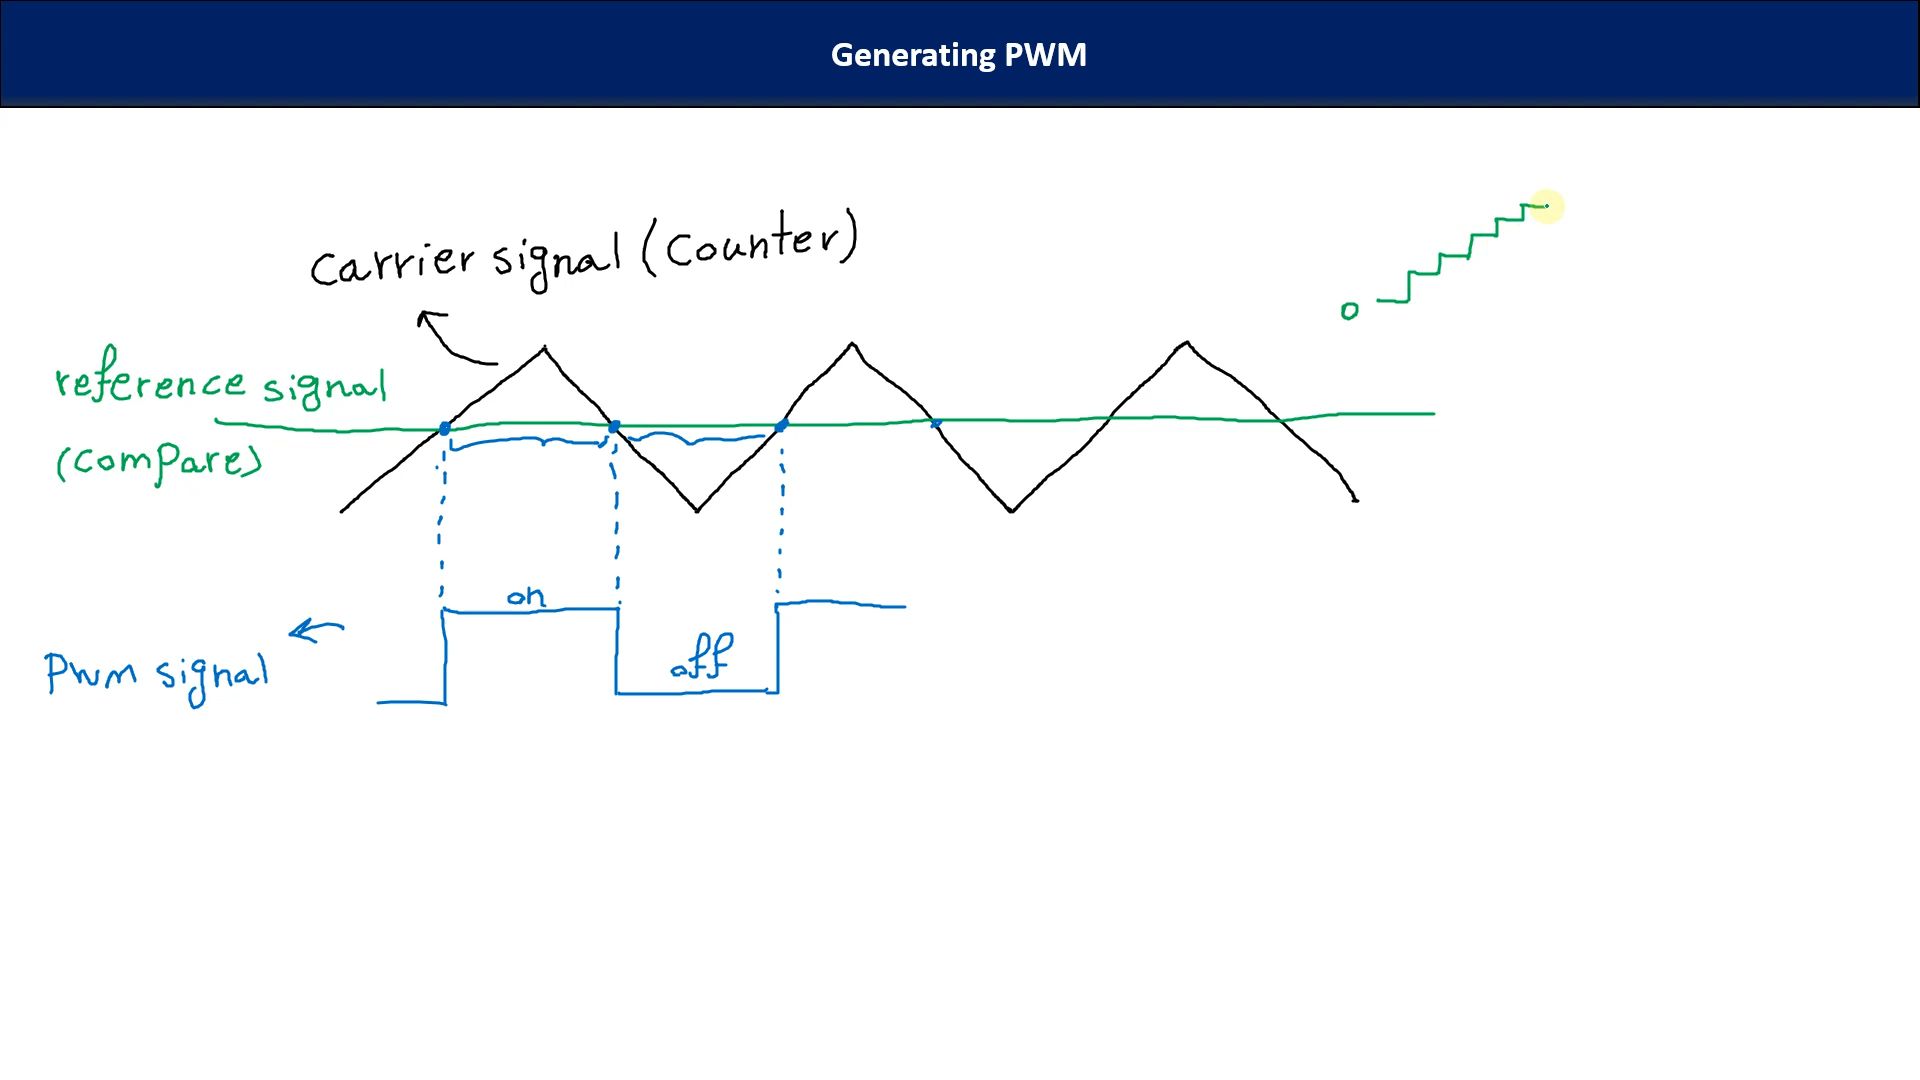 Generating PWM
carrier signal (counter)
0
reference signal
(comPare)
on
off
PWm signal